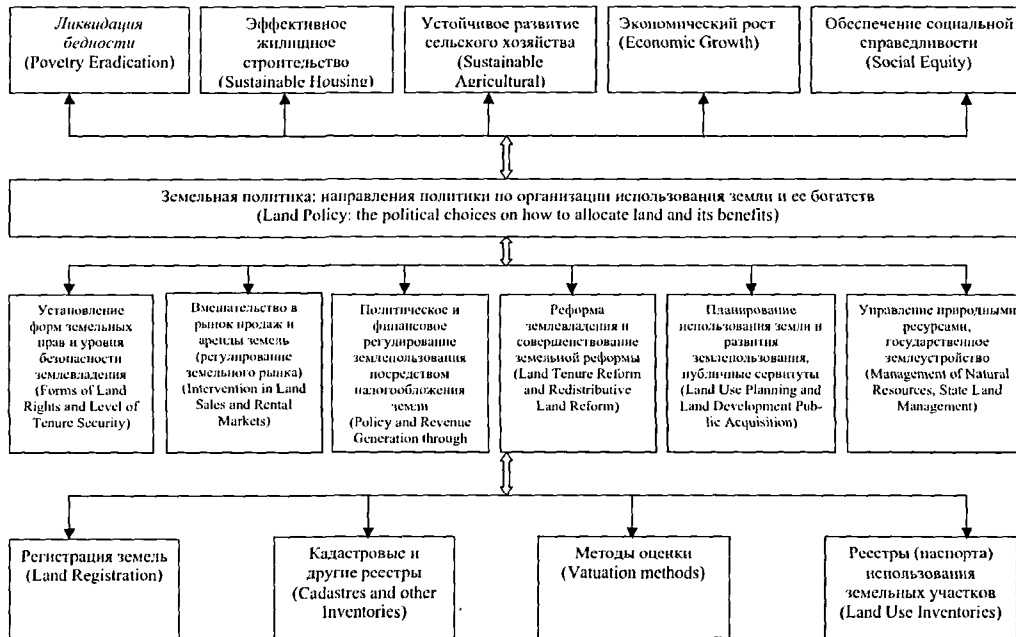 Ликвидация
бедности
(Povetry Eradication)
Эффективное
жилищное
строительство
(Sustainable Housing)
Устойчивое развитие
сельского хозяйства
(Sustainable
Agricultural)
Экономический рост
(Economic Growth)
Обеспечение социальной
справедливости
(Social Equity)
Земельная политика: направления политики по организации использования земли и ее богатств
(Land Policy: the political choices on how to allocate land and its benefits)
Установление
форм земельных
прав и уровня
безопасности
землевладения
(Forms of Land
Rights and Level of
Tenure Security)
Вмешательство в
рынок продаж и
аренды земель
(регулирование
земельного рынка)
(Intervention in Land
Sales and Rental
Markets)
Политическое и
финансовое
регулирование
землепользования
посредством
налогообложения
земли
(Policy and Revenue
Generation through
Реформа
землевладения и
совершенствование
земельной реформы
(Land Tenure Reform
and Redistributive
Land Reform)
Планирование
использования земли и
развития
землепользования,
публичные сервитуты
(Land Use Planning and
Land Development Pub-
lic Acquisition)
Управление природными
ресурсами,
государственное
землеустройство
(Management of Natural
Resources, State Land
Management)
Регистрация земель
(Land Registration)
Кадастровые и
другие реестры
(Cadastres and other
Inventories)
Методы оценки
(Vatuation methods)
Реестры (паспорта)
использования
земельных участков
(Land Use Inventories)